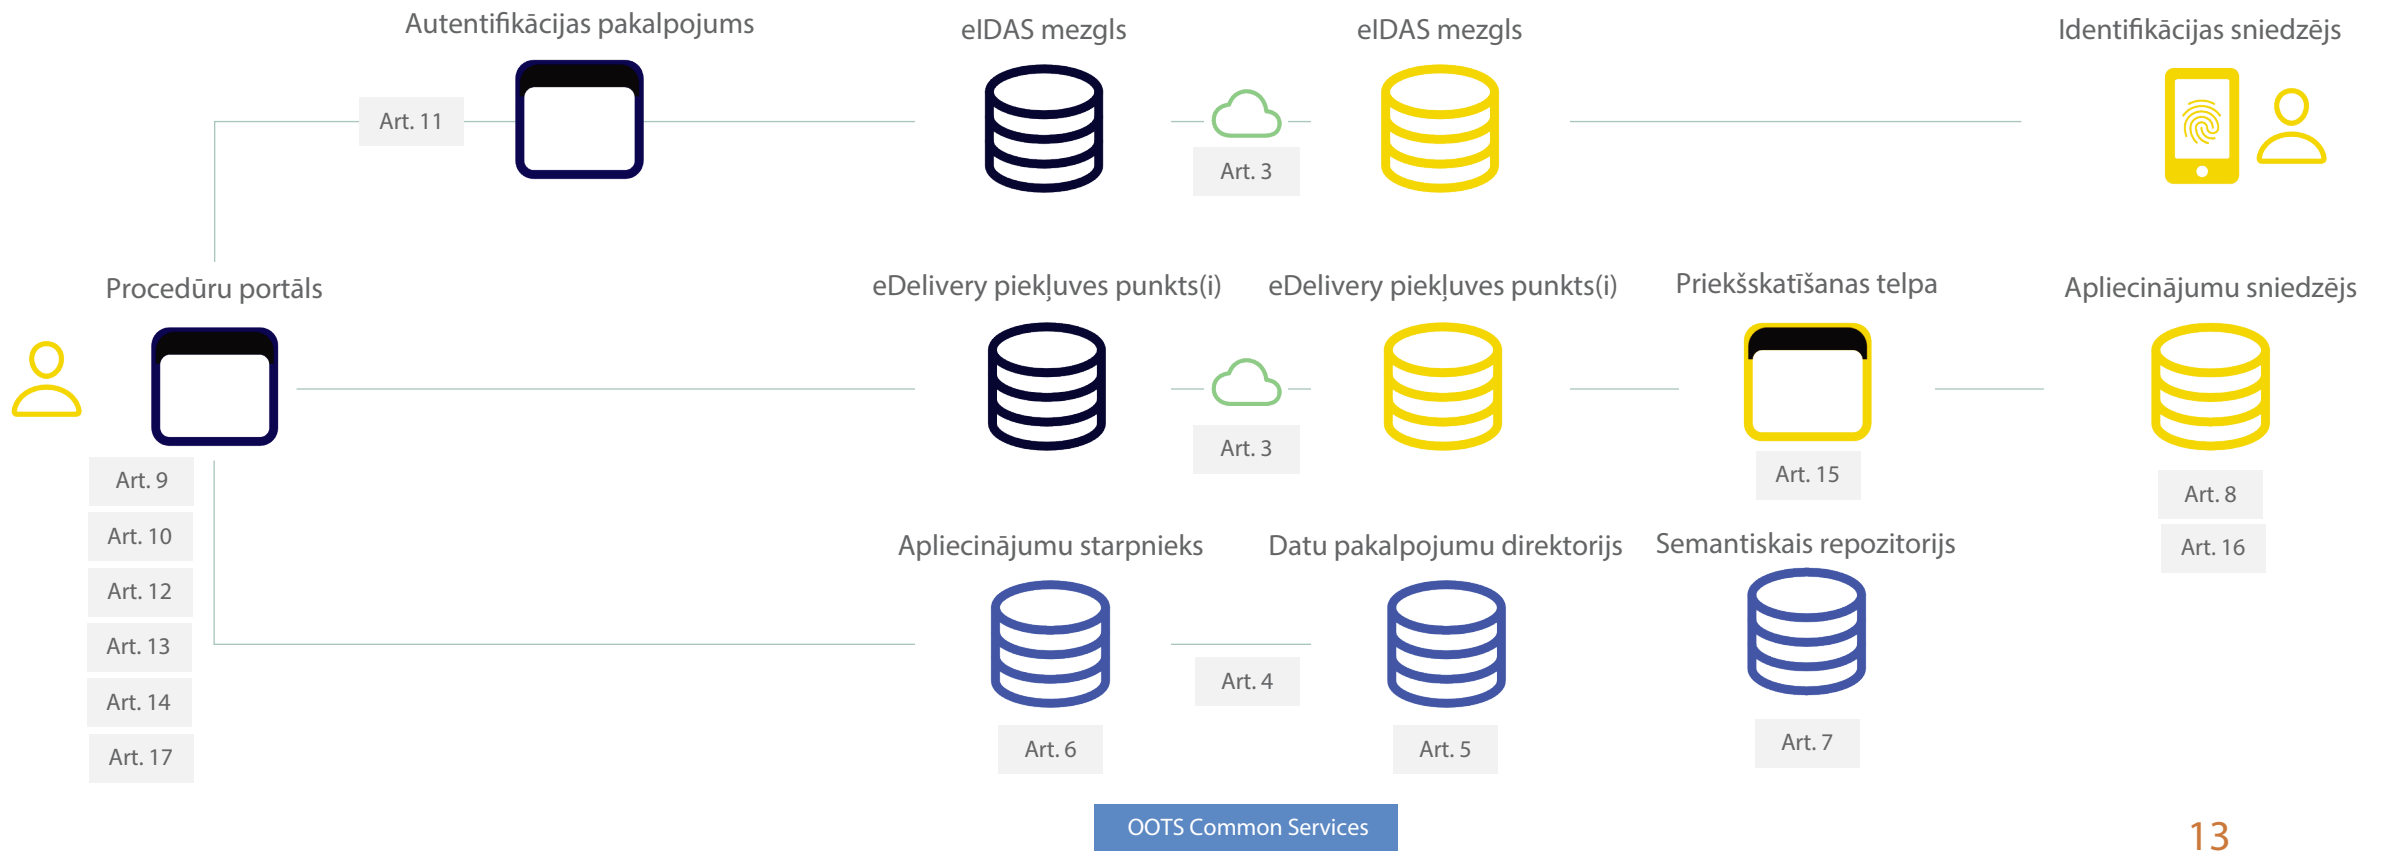 Autentifikācijas pakalpojums
eIDAS mezgls
eIDAS mezgls
Identifikācijas sniedzējs
Art. 11
Art. 3
Procedūru portāls
eDelivery piekļuves punkts(i)
eDelivery piekļuves punkts(i)
Priekšskatīšanas telpa
Apliecinājumu sniedzējs
Art. 3
Art. 15
Art. 8
Art. 16
Art. 9
Art. 10
Art. 12
Art. 13
Art. 14
Art. 17
Apliecinājumu starpnieks
Datu pakalpojumu direktorijs
Semantiskais repozitorijs
Art. 4
Art. 6
Art. 5
Art. 7
OOTS Common Services
13